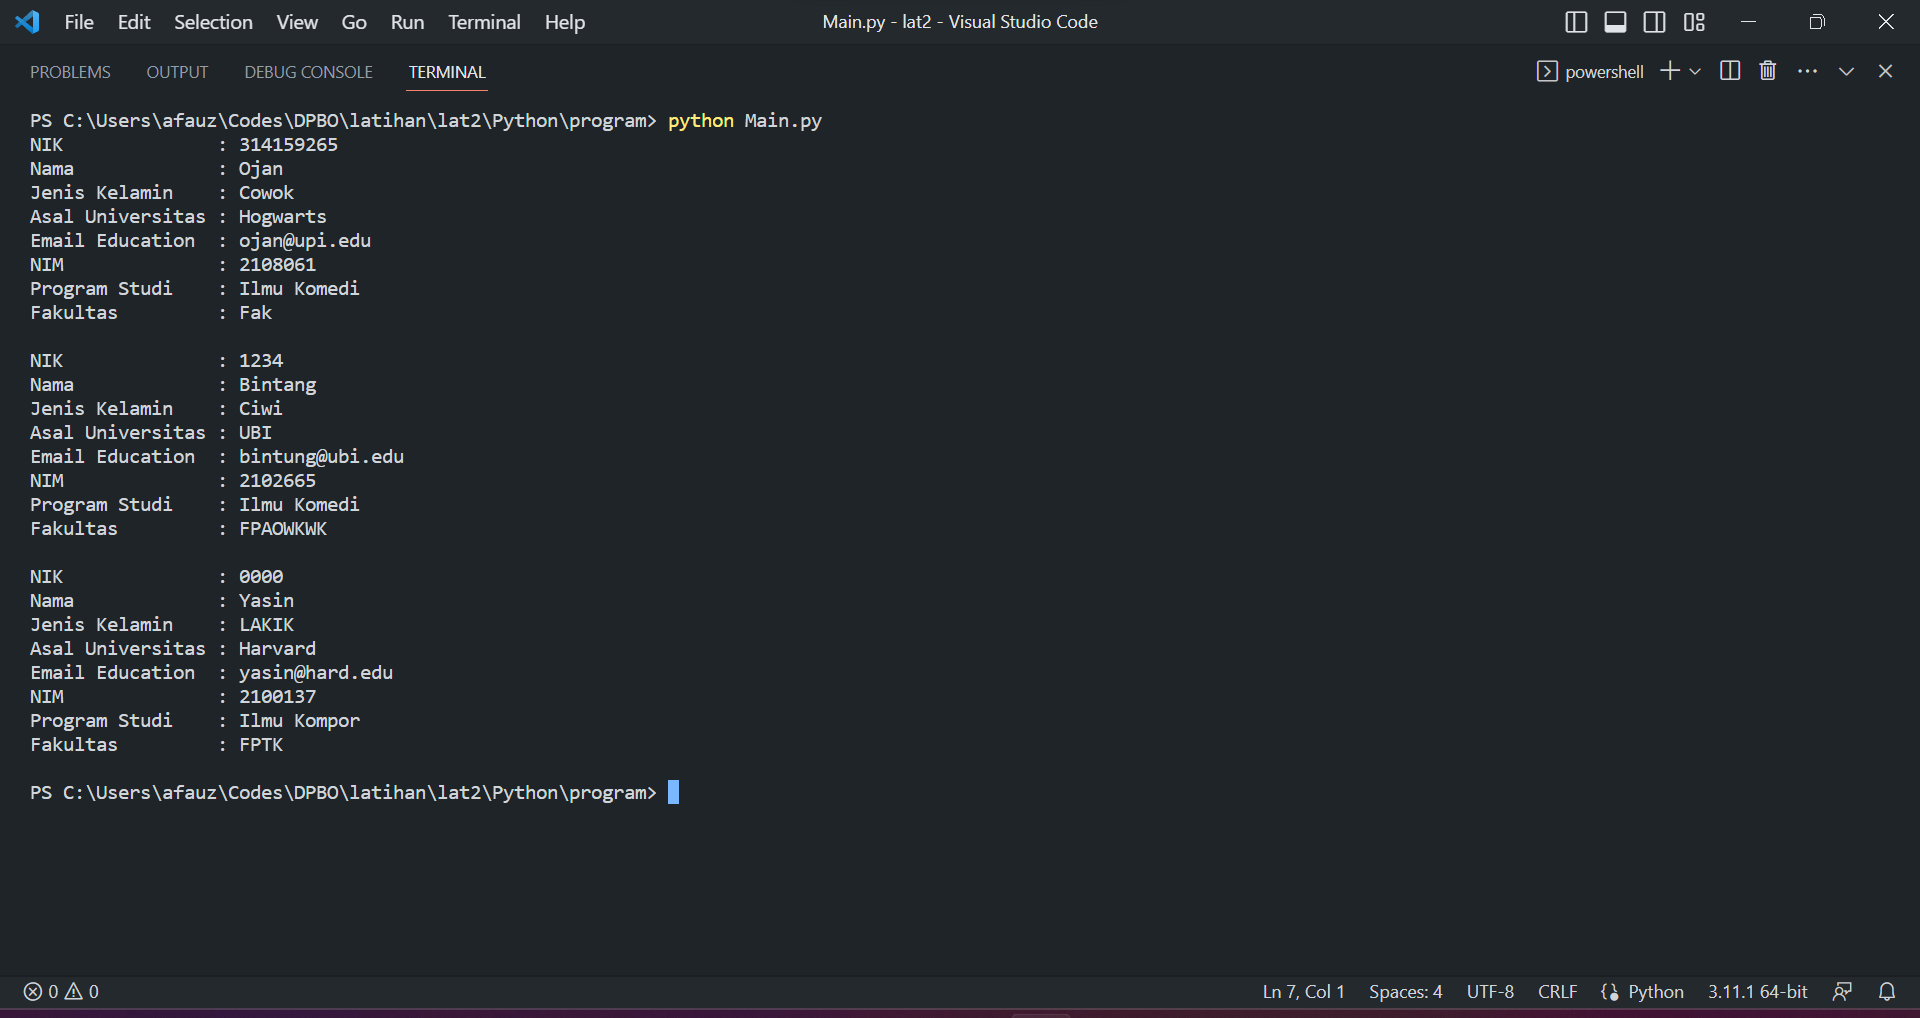 File Edit Selection View Go Run Terminal Help Main.py - lat2 - Visual Studio Code
PROBLEMS OUTPUT DEBUG CONSOLE TERMINAL powershell
PS C:\Users\afauz\Codes\DPBO\latihan\lat2\Python\program> python Main.py
NIK : 314159265
Nama : Ojan
Jenis Kelamin : Cowok
Asal Universitas : Hogwarts
Email Education : ojan@upi.edu
NIM : 2108061
Program Studi : Ilmu Komedi
Fakultas : Fak
NIK : 1234
Nama : Bintang
Jenis Kelamin : Ciwi
Asal Universitas : UBI
Email Education : bintung@ubi.edu
NIM : 2102665
Program Studi : Ilmu Komedi
Fakultas : FPAOWKWK
NIK : 0000
Nama : Yasin
Jenis Kelamin : LAKIK
Asal Universitas : Harvard
Email Education : yasin@hard.edu
NIM : 2100137
Program Studi : Ilmu Kompor
Fakultas : FPTK
PS C:\Users\afauz\Codes\DPBO\latihan\lat2\Python\program>
0 0 Ln 7, Col 1 Spaces: 4 UTF-8 CRLF Python 3.11.1 64-bit